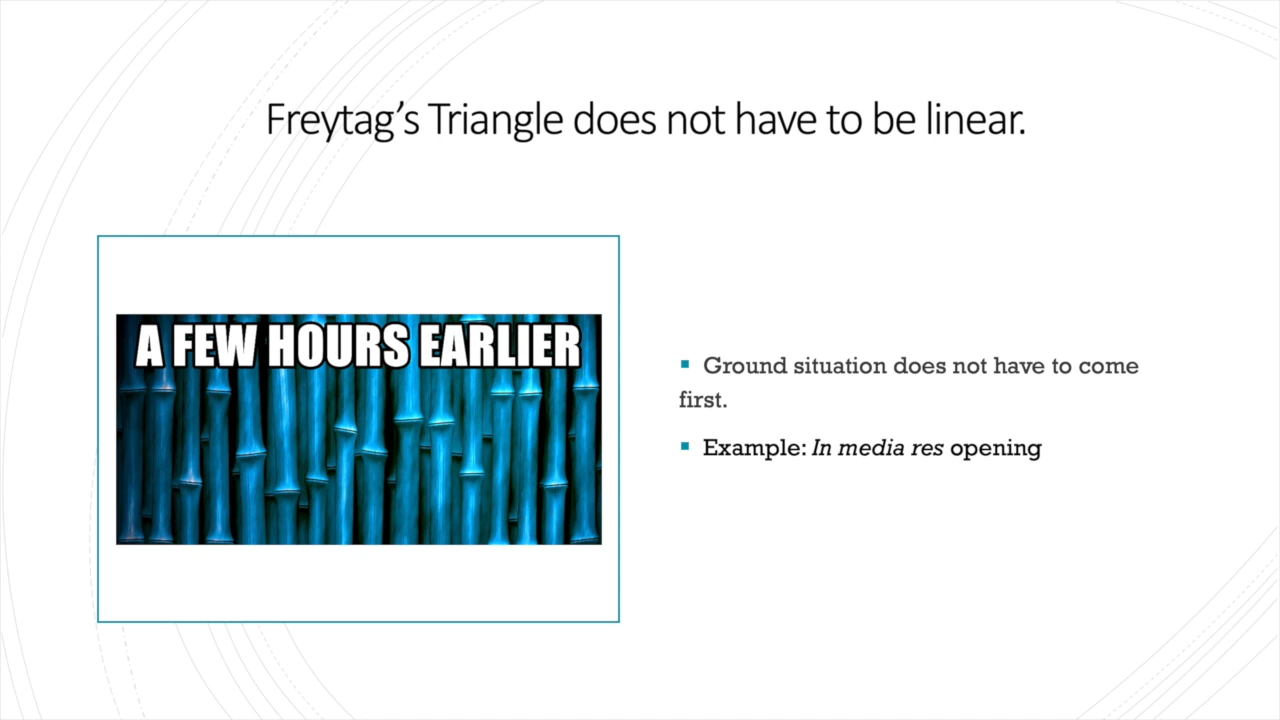 Freytag’s Triangle does not have to be linear.
A FEW HOURS EARLIER
▪ Ground situation does not have to come
first.
▪ Example: In media res opening